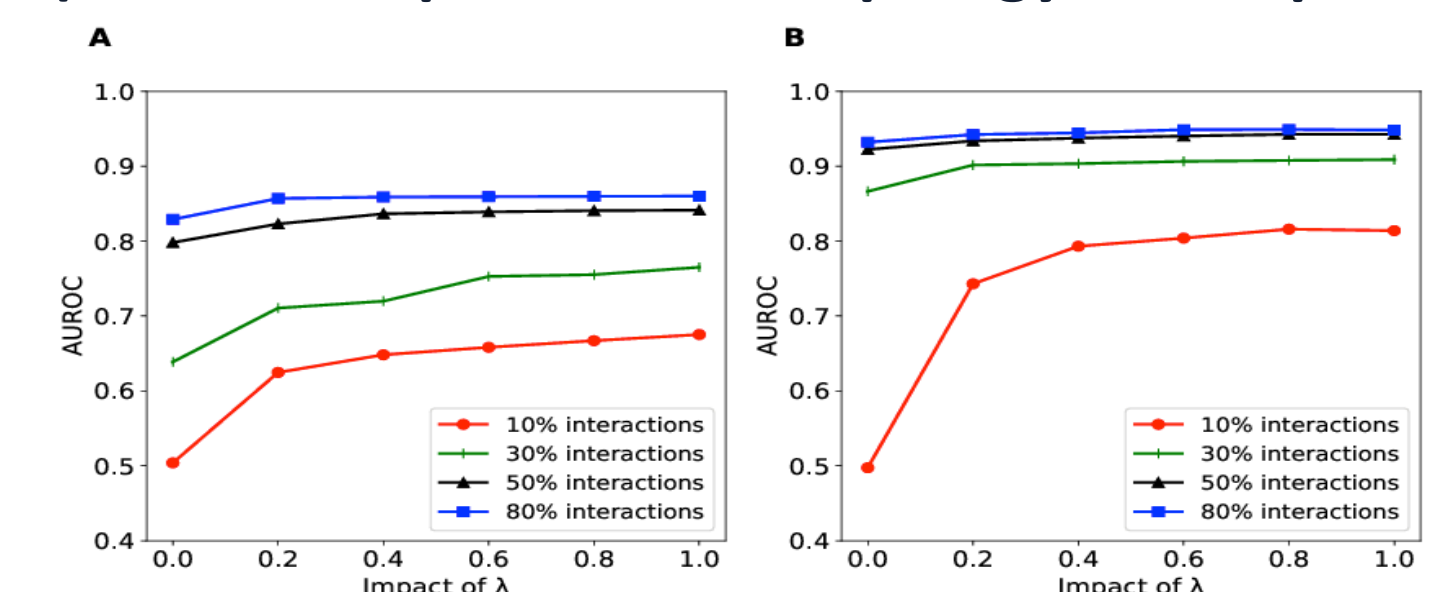 A
1.0
0.9
0.8
0.7
0.6
0.5
0.4
AUROC
10% interactions
30% interactions
50% interactions
80% interactions
0.0 0.2 0.4 0.6 0.8 1.0
Impact of λ
B
1.0
0.9
0.8
0.7
0.6
0.5
0.4
AUROC
10% interactions
30% interactions
50% interactions
80% interactions
0.0 0.2 0.4 0.6 0.8 1.0
Impact of λ